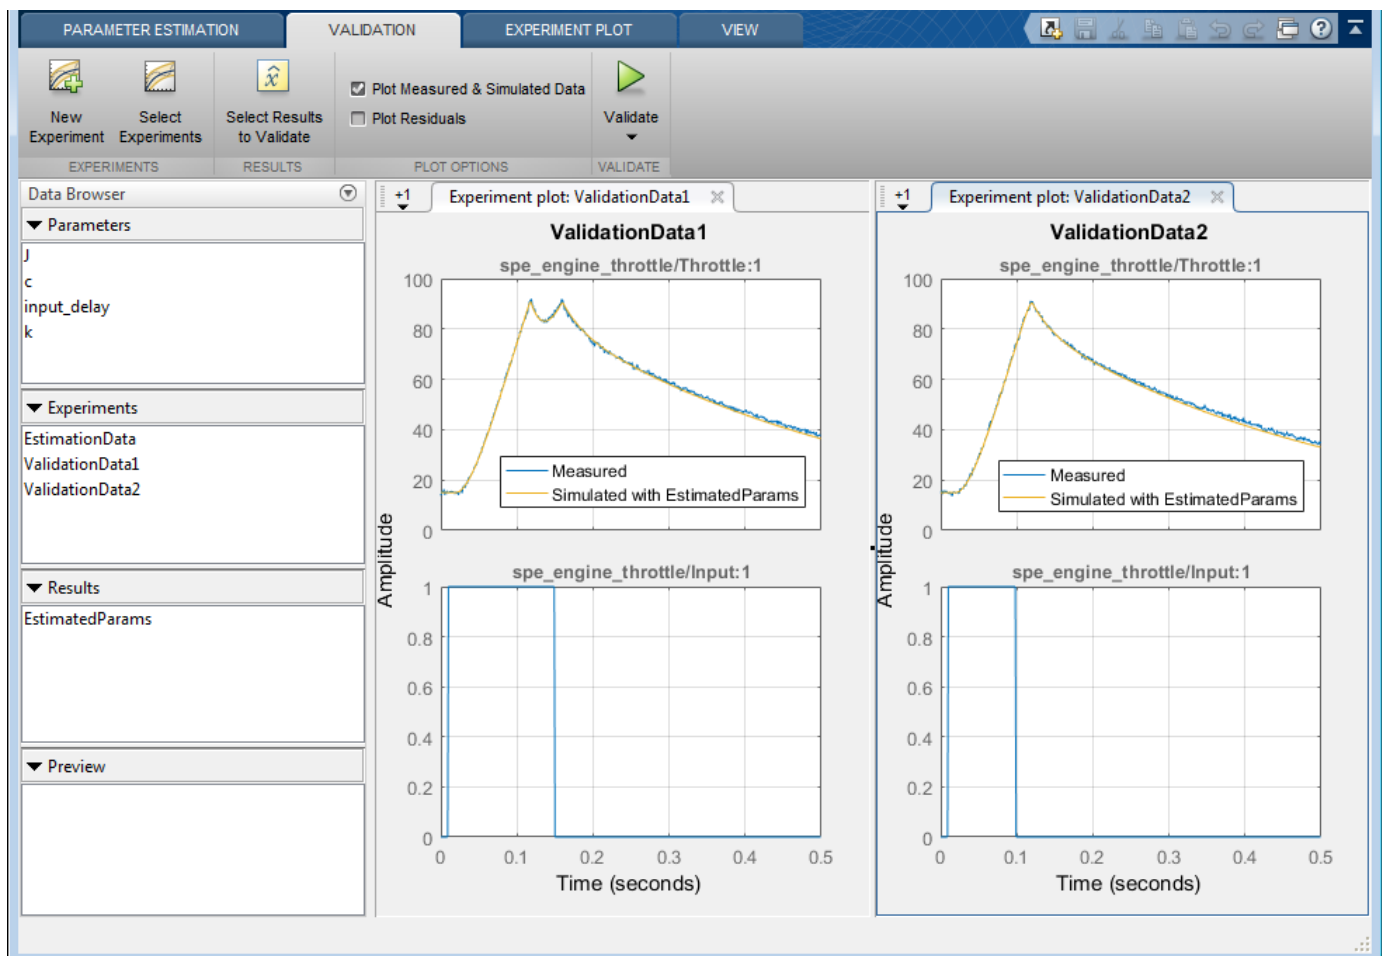 PARAMETER ESTIMATION VALIDATION EXPERIMENT PLOT VIEW
New Experiment
Select Experiments
Select Results to Validate
Plot Measured & Simulated Data
Plot Residuals
Validate
EXPERIMENTS RESULTS PLOT OPTIONS VALIDATE
Data Browser
Parameters
J
c
input_delay
k
Experiments
EstimationData
ValidationData1
ValidationData2
Results
EstimatedParams
Preview
+1 Experiment plot: ValidationData1
ValidationData1
spe_engine_throttle/Throttle:1
100
80
60
40
20
0
Measured
Simulated with EstimatedParams
Amplitude
spe_engine_throttle/Input:1
1
0.8
0.6
0.4
0.2
0
0 0.1 0.2 0.3 0.4 0.5
Time (seconds)
+1 Experiment plot: ValidationData2
ValidationData2
spe_engine_throttle/Throttle:1
100
80
60
40
20
0
Measured
Simulated with EstimatedParams
Amplitude
spe_engine_throttle/Input:1
1
0.8
0.6
0.4
0.2
0
0 0.1 0.2 0.3 0.4 0.5
Time (seconds)